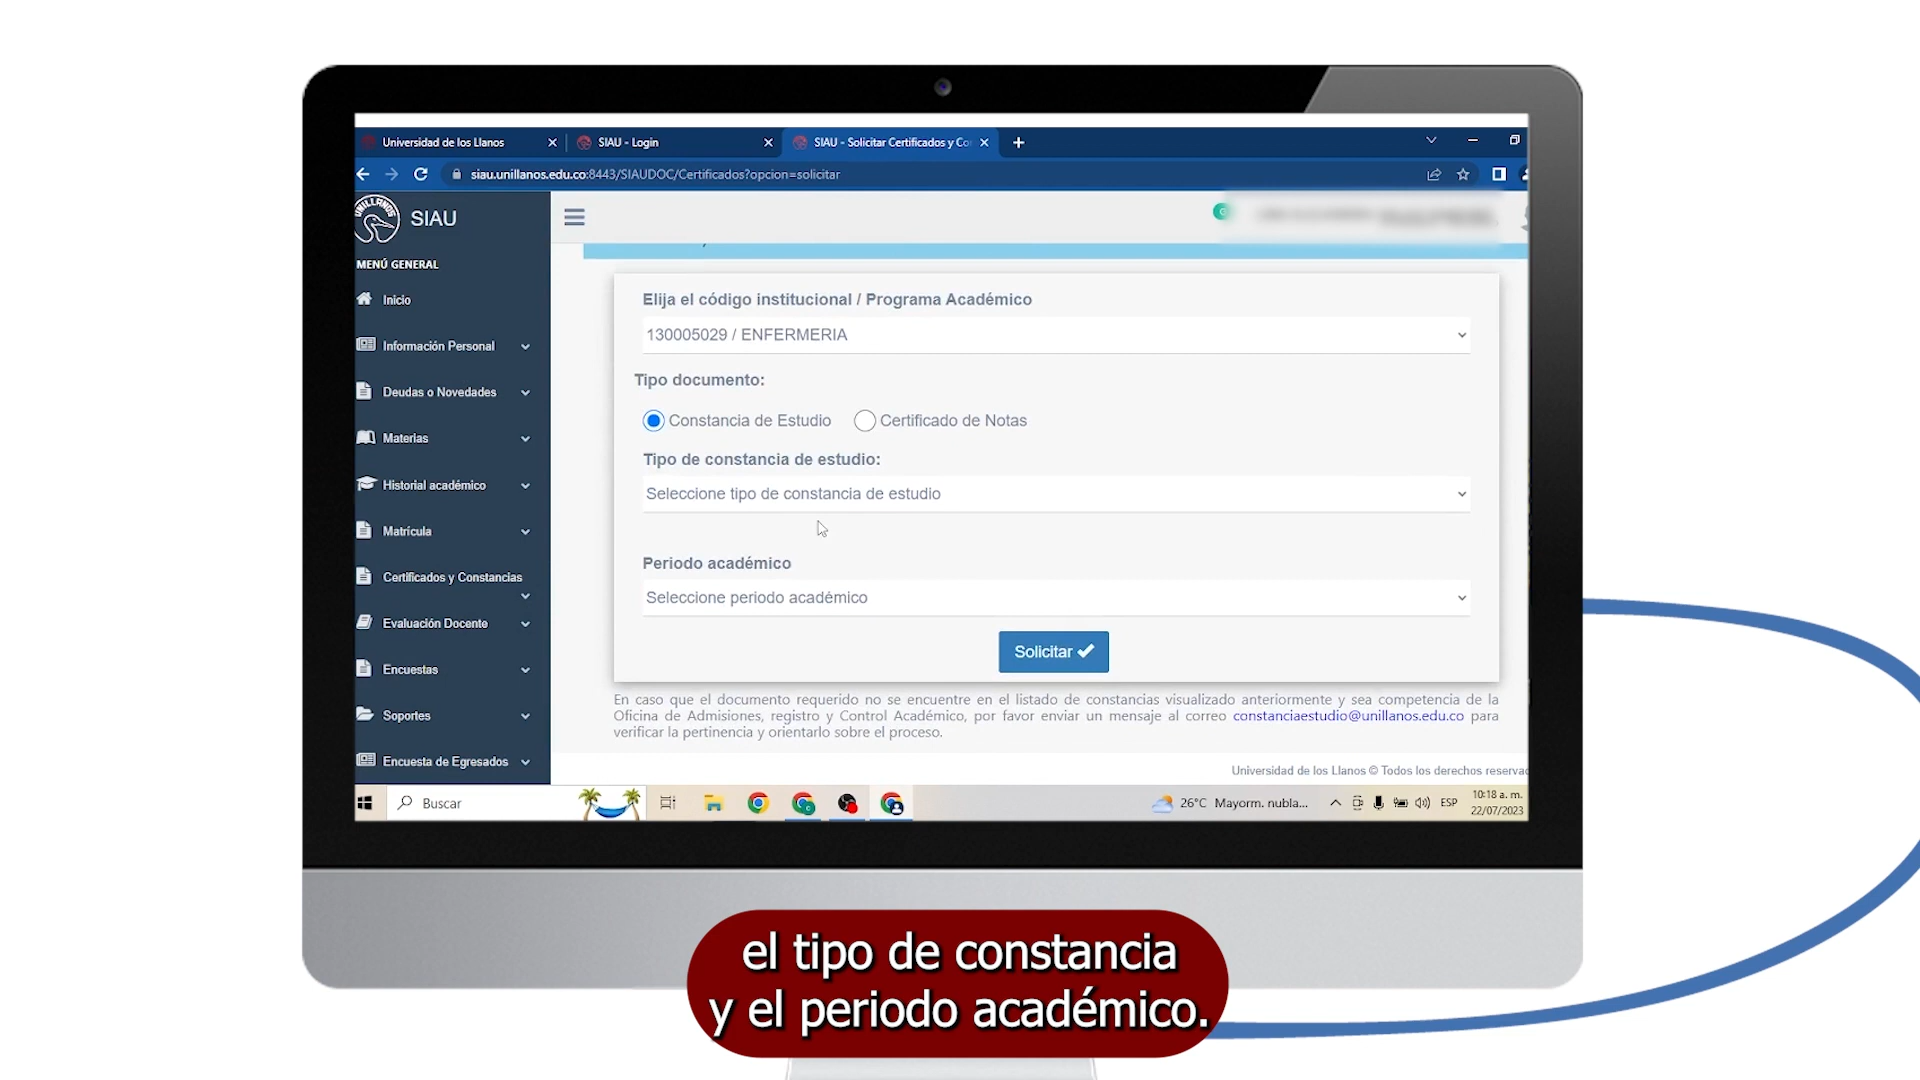 Universidad de los Llanos
SIAU - Login
SIAU - Solicitar Certificados y Co
siau.unillanos.edu.co:8443/SIAUDOC/Certificados?opcion=solicitar
UNILLANOS
SIAU
MENÚ GENERAL
Inicio
Información Personal
Deudas o Novedades
Materias
Historial académico
Matrícula
Certificados y Constancias
Evaluación Docente
Encuestas
Soportes
Encuesta de Egresados
Elija el código institucional / Programa Académico
130005029 / ENFERMERIA
Tipo documento:
Constancia de Estudio Certificado de Notas
Tipo de constancia de estudio:
Seleccione tipo de constancia de estudio
Periodo académico
Seleccione periodo académico
Solicitar
En caso que el documento requerido no se encuentre en el listado de constancias visualizado anteriormente y sea competencia de la
Oficina de Admisiones, registro y Control Académico, por favor enviar un mensaje al correo constanciaestudio@unillanos.edu.co para
verificar la pertinencia y orientarlo sobre el proceso.
Universidad de los Llanos © Todos los derechos reservad
Buscar
26°C Mayorm. nubla...
ESP
10:18 a. m.
22/07/2023
el tipo de constancia
y el periodo académico.